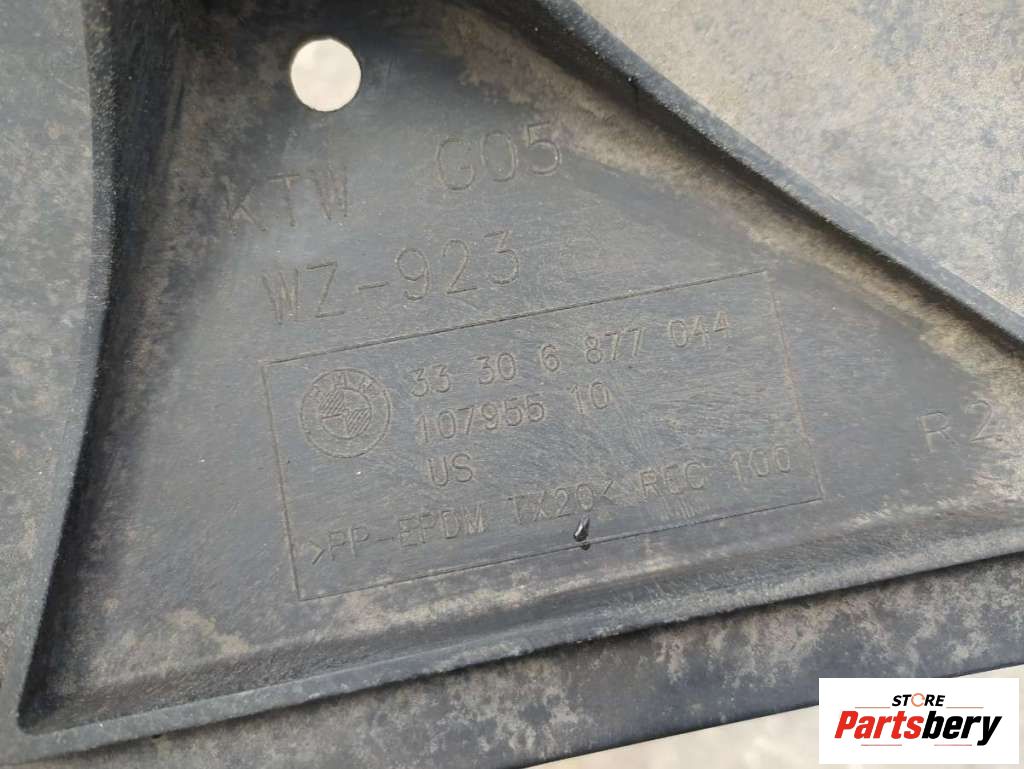 KTW G05
WZ-923
BMW
33 30 6 877 044
107955 10
US
>PP-EPDM TX20< REC 100
R2
STORE
Partsbery